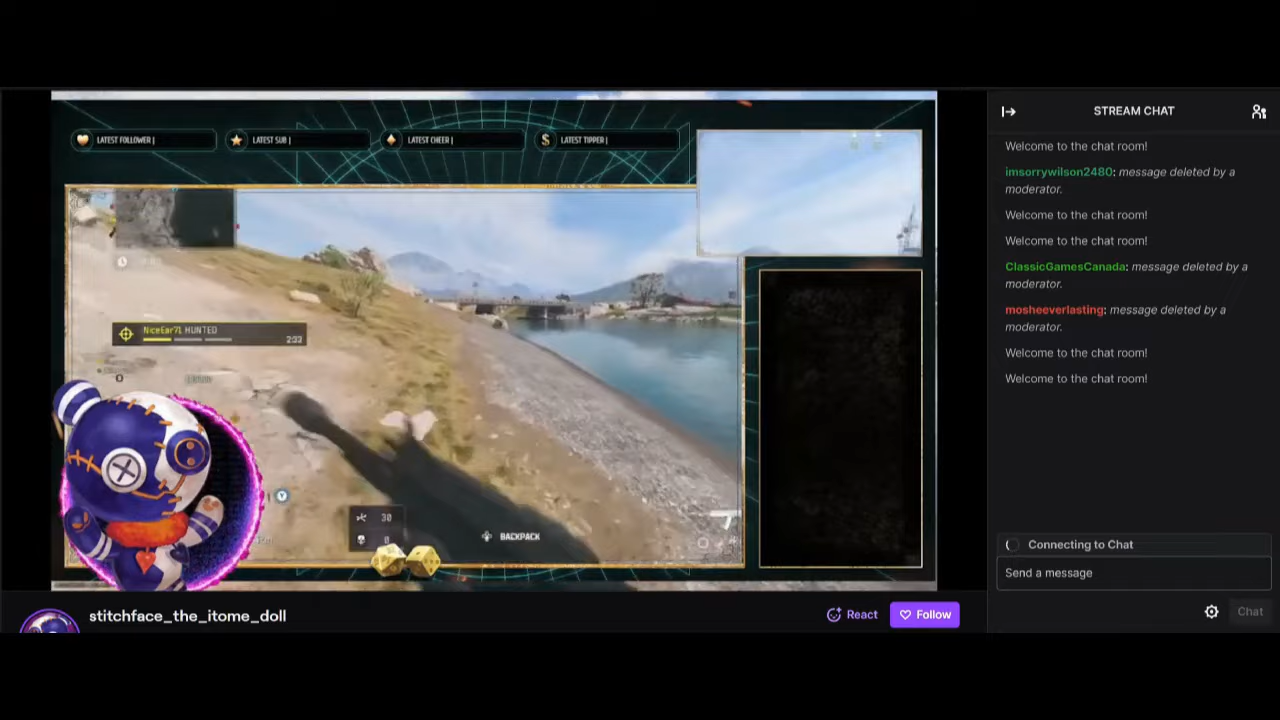 STREAM CHAT
LATEST FOLLOWER |
LATEST SUB |
LATEST CHEER |
LATEST TIPPER |
Welcome to the chat room!
imsorrywilson2480: message deleted by a
moderator.
Welcome to the chat room!
Welcome to the chat room!
ClassicGamesCanada: message deleted by a
moderator.
mosheeverlasting: message deleted by a
moderator.
Welcome to the chat room!
Welcome to the chat room!
NiceEar71 HUNTED
2:33
Y
30
0
BACKPACK
Connecting to Chat
Send a message
stitchface_the_itome_doll
React
Follow
Chat